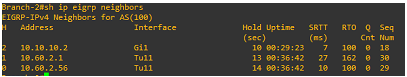 Branch-2#sh ip eigrp neighbors
EIGRP-IPv4 Neighbors for AS(100)
H   Address                 Interface              Hold Uptime   SRTT   RTO  Q  Seq
                                                   (sec)         (ms)       Cnt Num
2   10.10.10.2              Gi1                      10 00:29:23    7   100  0  18
1   10.60.2.1               Tu11                     13 00:36:42   27   162  0  30
0   10.60.2.56              Tu11                     14 00:36:42   10   100  0  29